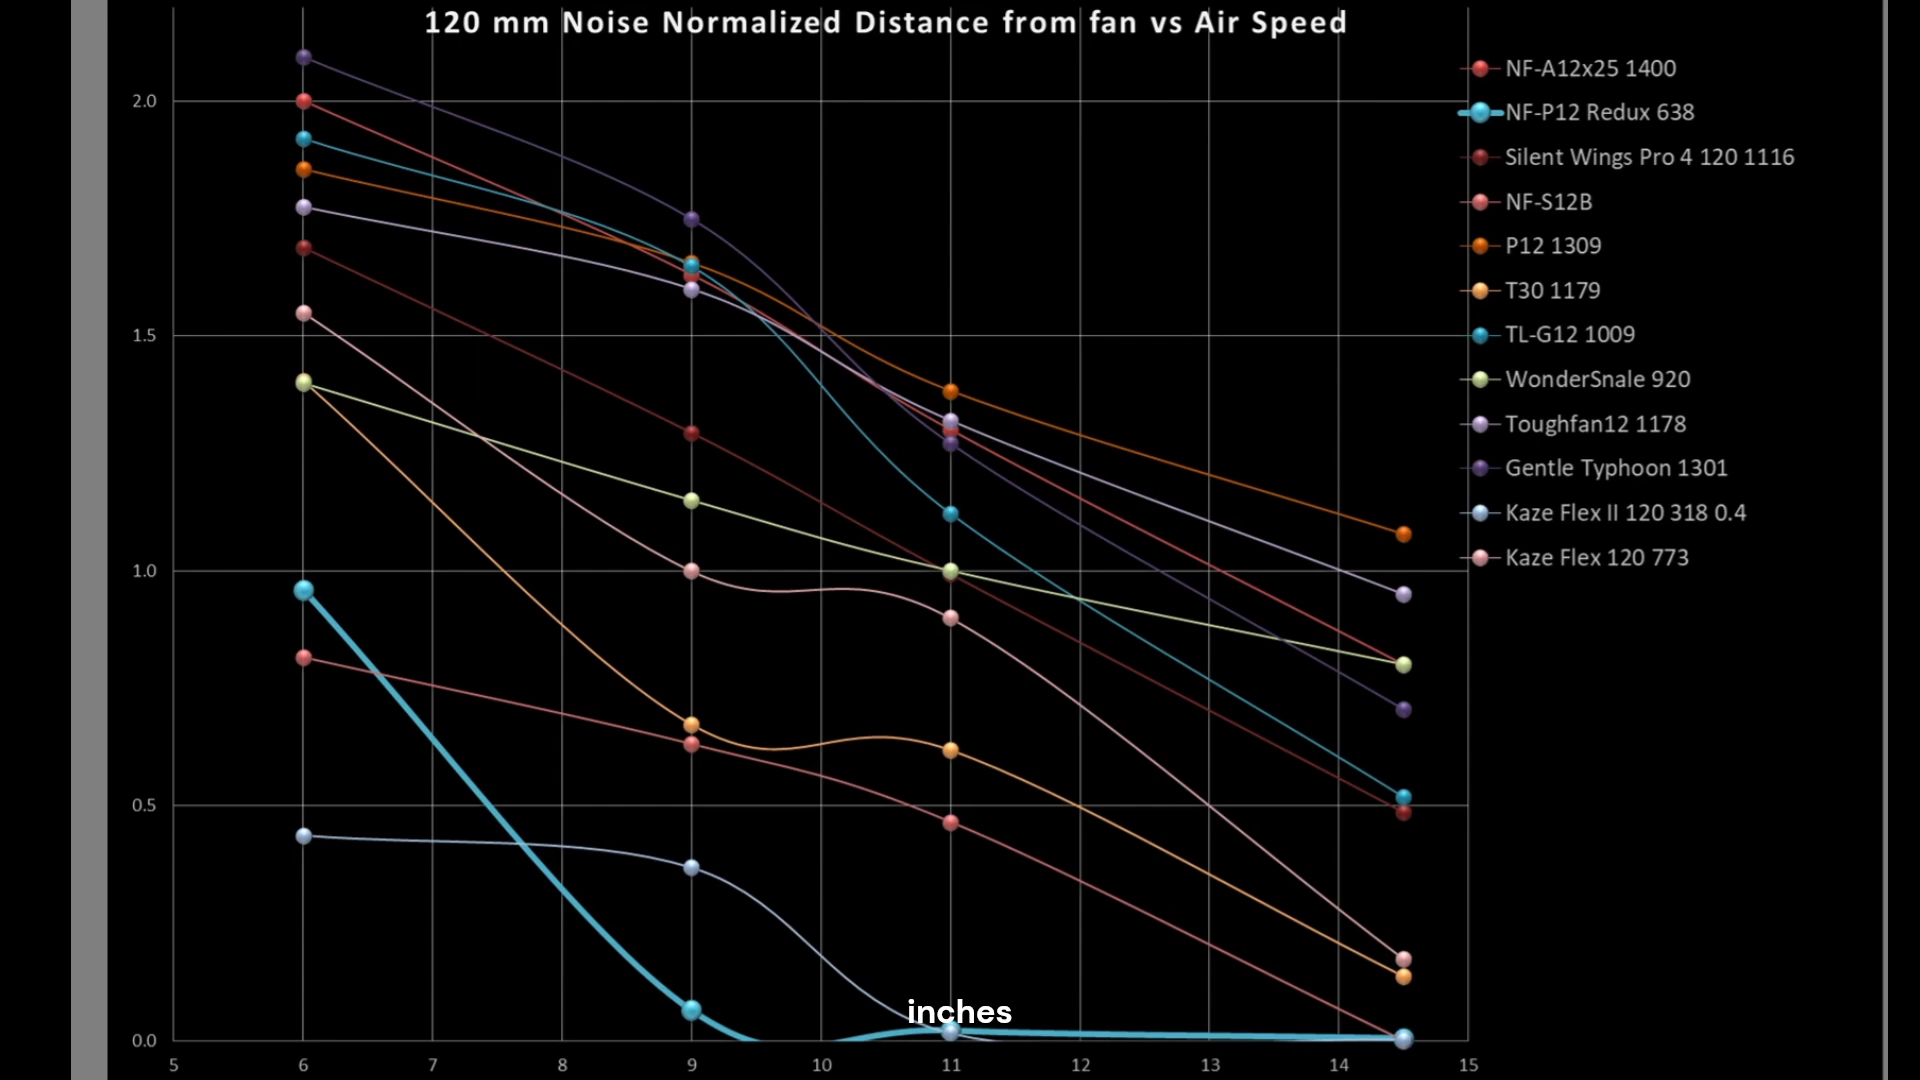 120 mm Noise Normalized Distance from fan vs Air Speed
NF-A12x25 1400
NF-P12 Redux 638
Silent Wings Pro 4 120 1116
NF-S12B
P12 1309
T30 1179
TL-G12 1009
WonderSnale 920
Toughfan12 1178
Gentle Typhoon 1301
Kaze Flex II 120 318 0.4
Kaze Flex 120 773
2.0
1.5
1.0
0.5
0.0
inches
5 6 7 8 9 10 11 12 13 14 15